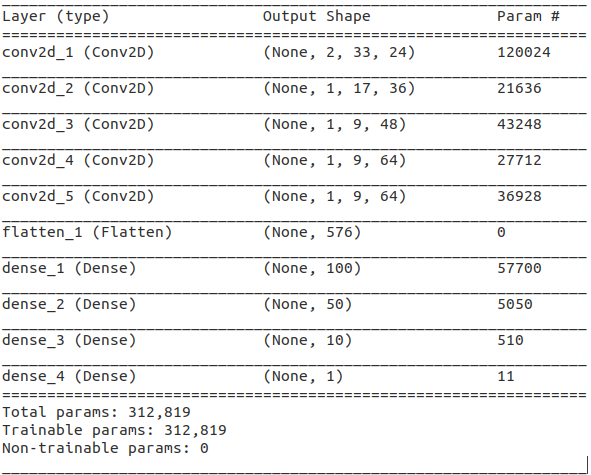 Layer (type) Output Shape Param #
conv2d_1 (Conv2D) (None, 2, 33, 24) 120024
conv2d_2 (Conv2D) (None, 1, 17, 36) 21636
conv2d_3 (Conv2D) (None, 1, 9, 48) 43248
conv2d_4 (Conv2D) (None, 1, 9, 64) 27712
conv2d_5 (Conv2D) (None, 1, 9, 64) 36928
flatten_1 (Flatten) (None, 576) 0
dense_1 (Dense) (None, 100) 57700
dense_2 (Dense) (None, 50) 5050
dense_3 (Dense) (None, 10) 510
dense_4 (Dense) (None, 1) 11
Total params: 312,819
Trainable params: 312,819
Non-trainable params: 0